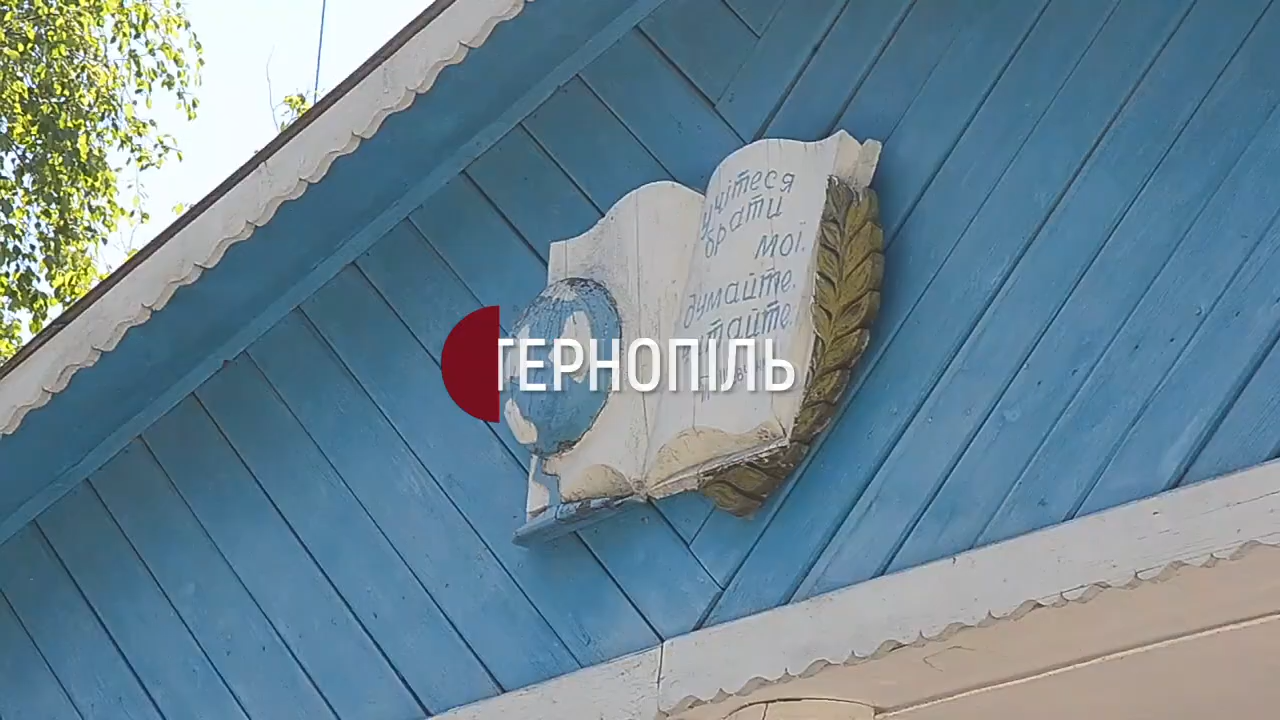 учітеся
брати
мої.
думайте.
ТЕРНОПІЛЬ